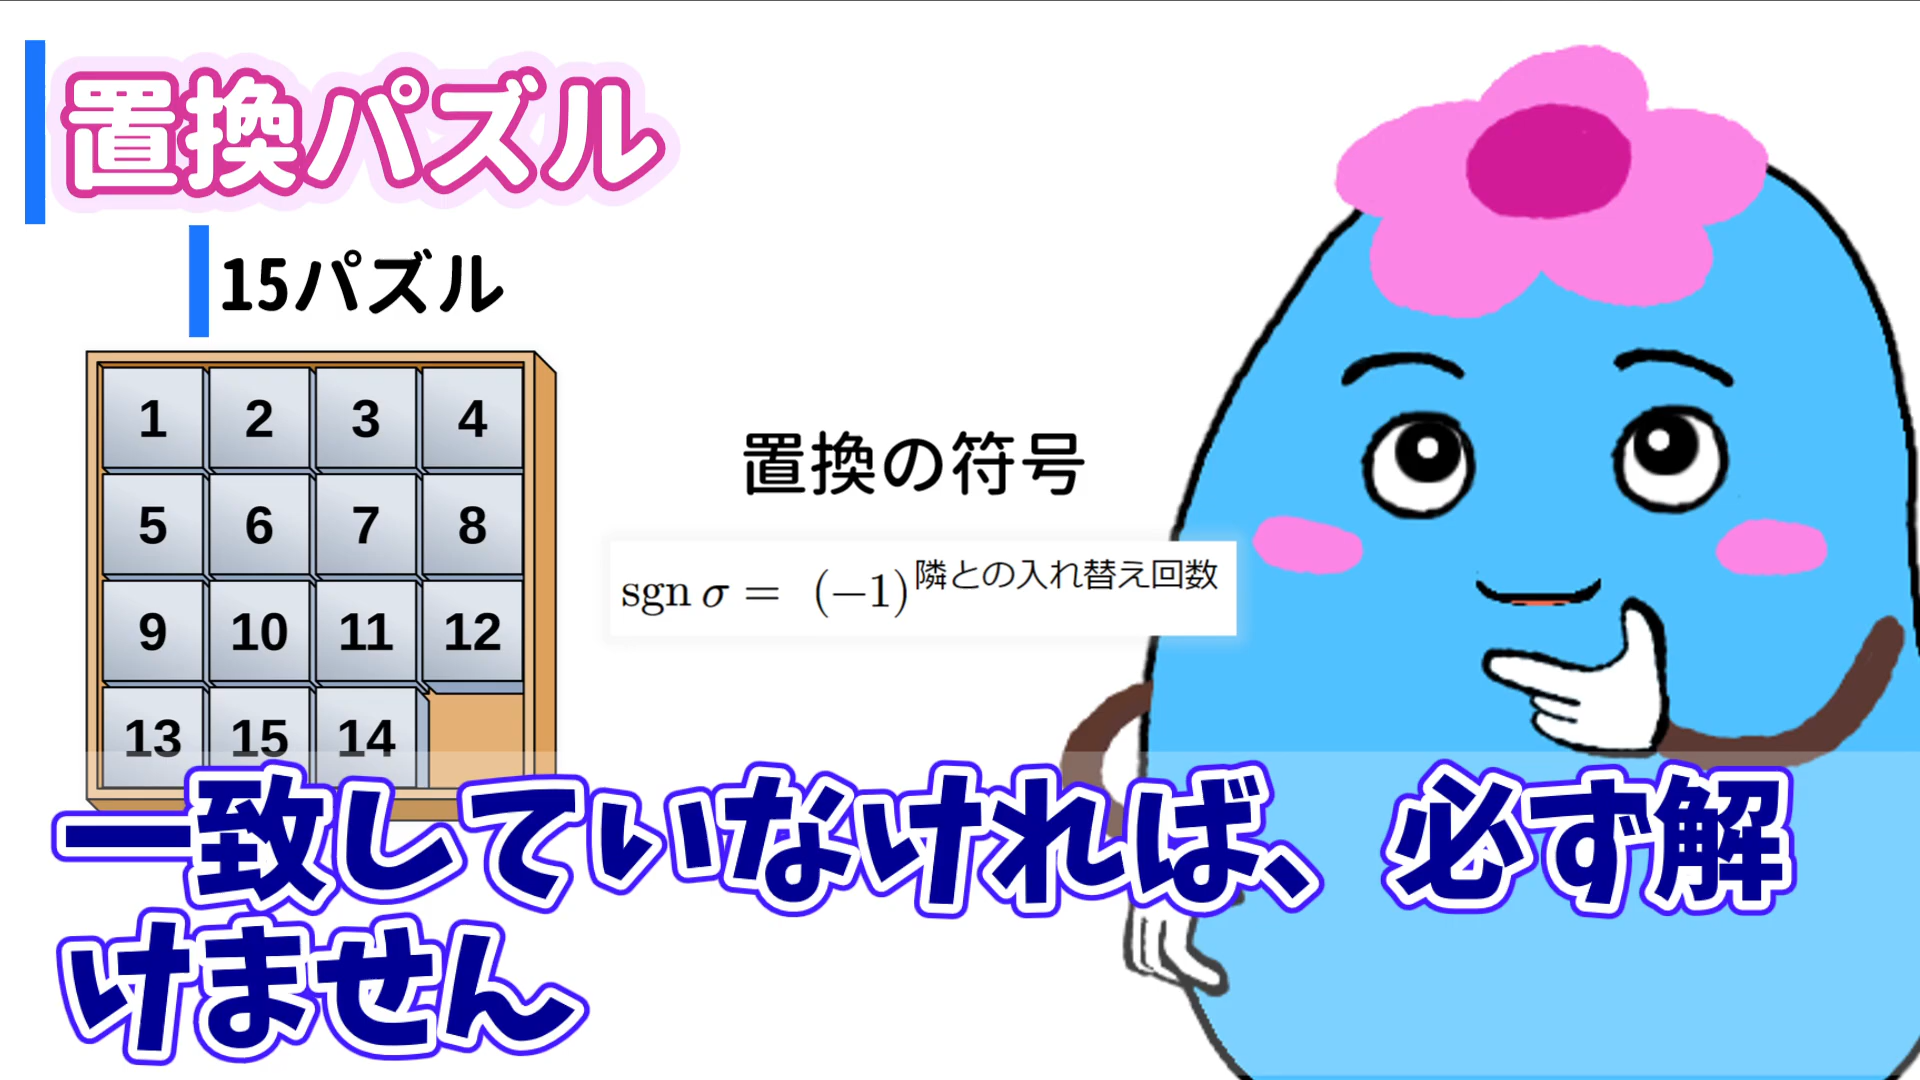 置換パズル
15パズル
1 2 3 4
5 6 7 8
9 10 11 12
13 15 14
置換の符号
sgn σ = (−1)^隣との入れ替え回数
一致していなければ、必ず解
けません